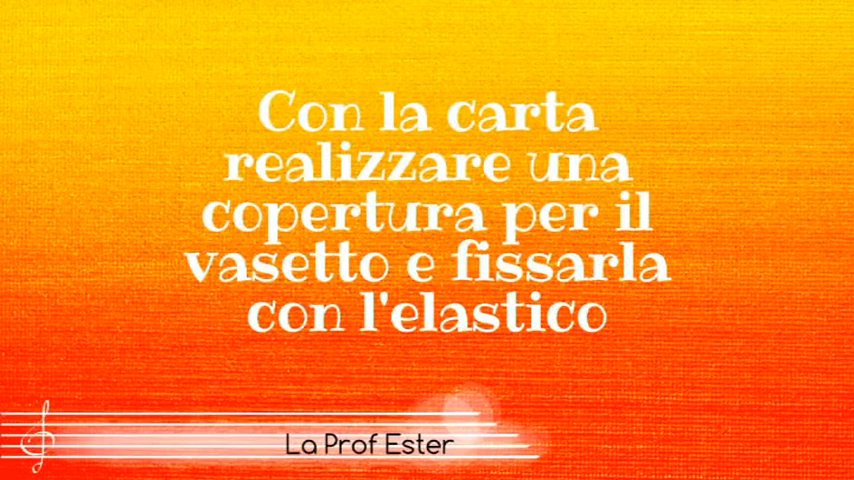 Con la carta
realizzare una
copertura per il
vasetto e fissarla
con l'elastico
La Prof Ester